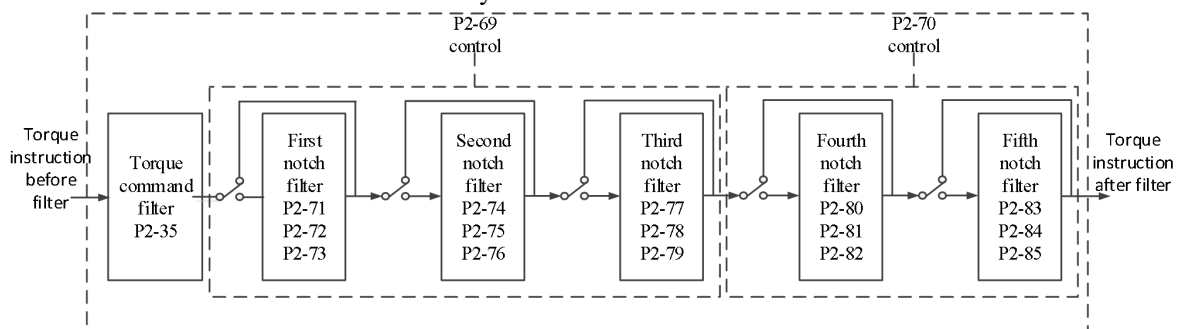 P2-69
control
P2-70
control
Torque
instruction
before
filter
Torque
command
filter
P2-35
First
notch
filter
P2-71
P2-72
P2-73
Second
notch
filter
P2-74
P2-75
P2-76
Third
notch
filter
P2-77
P2-78
P2-79
Fourth
notch
filter
P2-80
P2-81
P2-82
Fifth
notch
filter
P2-83
P2-84
P2-85
Torque
instruction
after filter